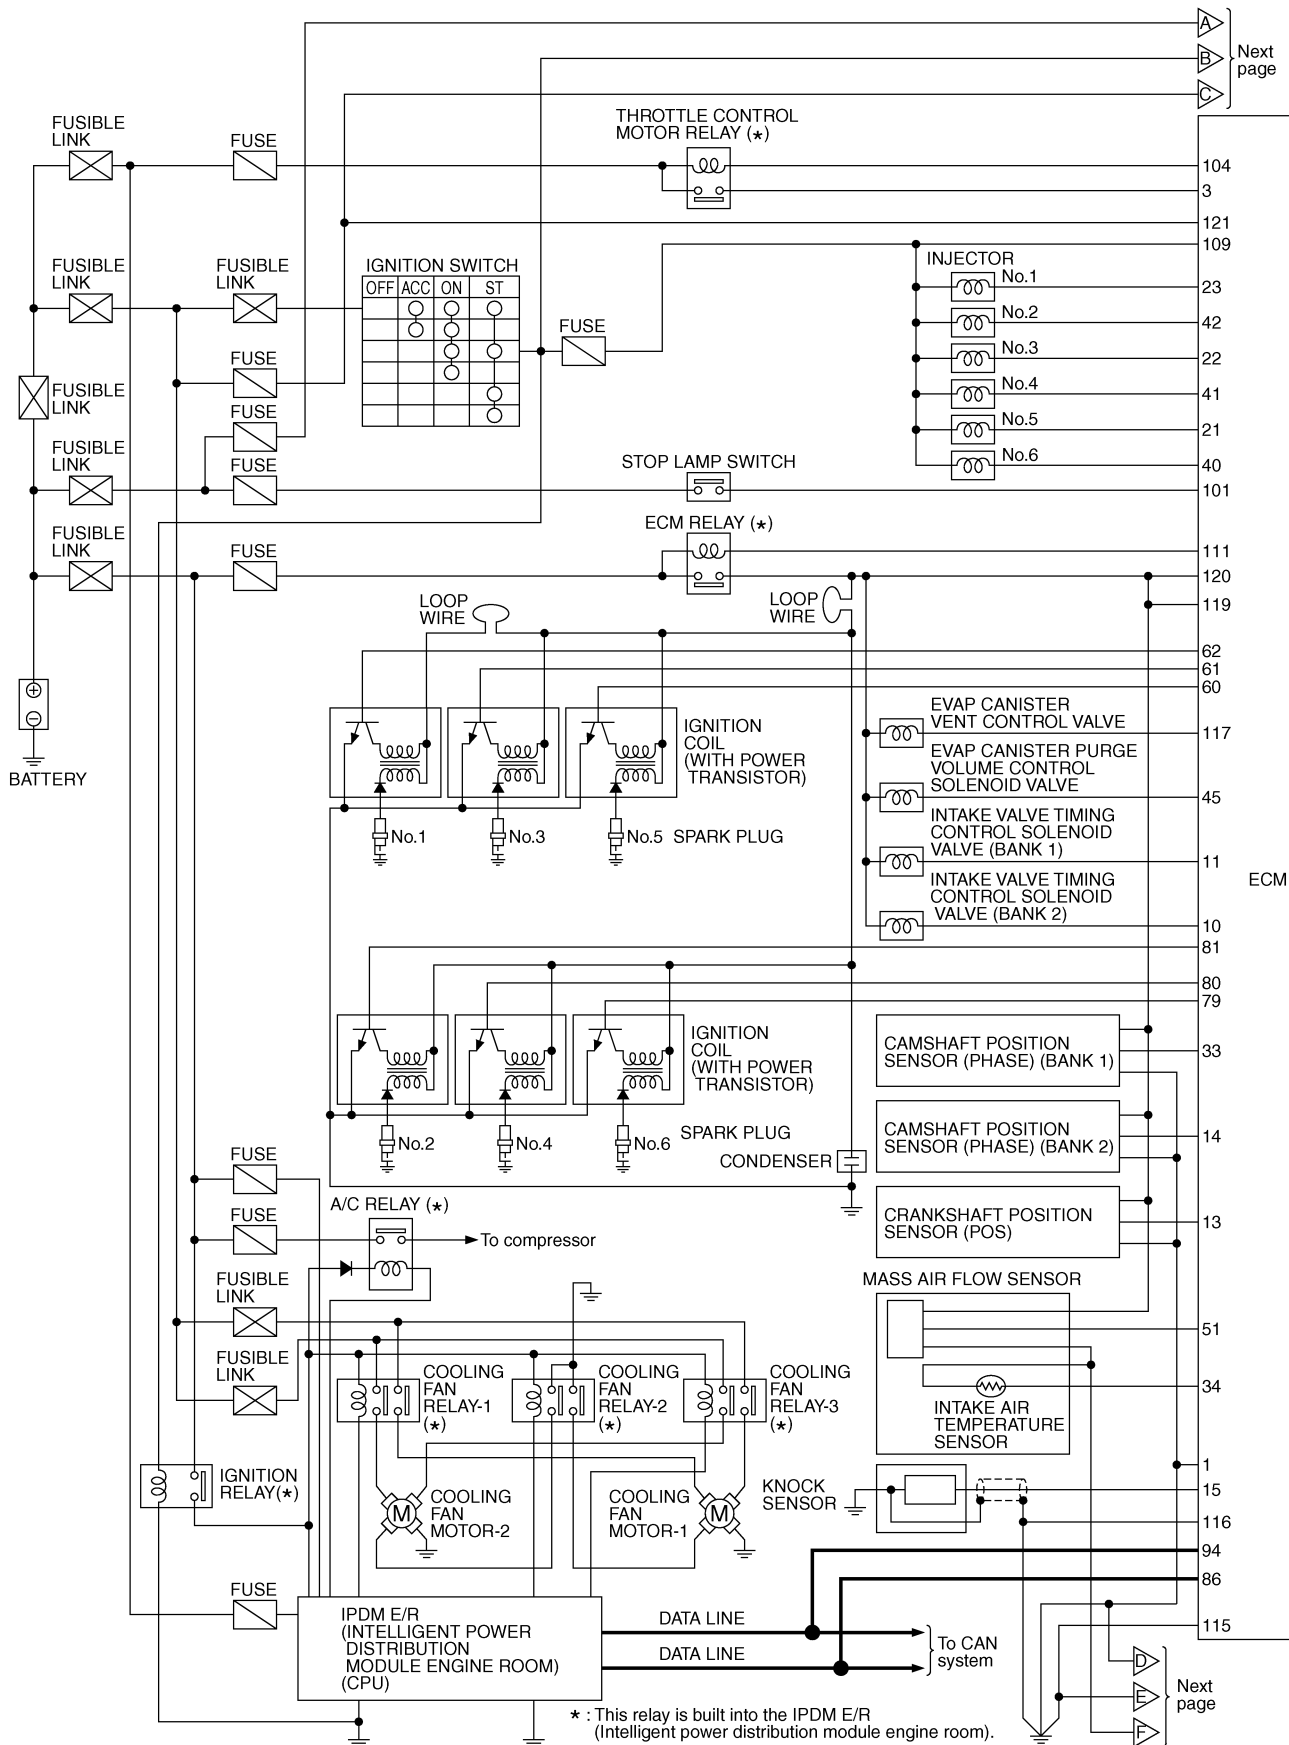 A
B
Next
page
C
FUSIBLE
LINK
FUSE
THROTTLE CONTROL
MOTOR RELAY (*)
104
3
121
109
FUSIBLE
LINK
FUSIBLE
LINK
IGNITION SWITCH
OFF ACC ON ST
FUSE
INJECTOR
No.1
23
No.2
42
No.3
22
No.4
41
No.5
21
No.6
40
FUSE
FUSIBLE
LINK
FUSE
FUSIBLE
LINK
FUSE
STOP LAMP SWITCH
101
FUSIBLE
LINK
FUSE
ECM RELAY (*)
111
120
119
LOOP
WIRE
LOOP
WIRE
62
61
60
BATTERY
IGNITION
COIL
(WITH POWER
TRANSISTOR)
No.1
No.3
No.5 SPARK PLUG
EVAP CANISTER
VENT CONTROL VALVE
117
EVAP CANISTER PURGE
VOLUME CONTROL
SOLENOID VALVE
45
INTAKE VALVE TIMING
CONTROL SOLENOID
VALVE (BANK 1)
11
ECM
INTAKE VALVE TIMING
CONTROL SOLENOID
VALVE (BANK 2)
10
81
80
79
IGNITION
COIL
(WITH POWER
TRANSISTOR)
No.2
No.4
No.6
SPARK PLUG
CONDENSER
CAMSHAFT POSITION
SENSOR (PHASE) (BANK 1)
33
CAMSHAFT POSITION
SENSOR (PHASE) (BANK 2)
14
CRANKSHAFT POSITION
SENSOR (POS)
13
FUSE
A/C RELAY (*)
FUSE
To compressor
FUSIBLE
LINK
FUSIBLE
LINK
MASS AIR FLOW SENSOR
51
34
INTAKE AIR
TEMPERATURE
SENSOR
COOLING
FAN
RELAY-1
(*)
COOLING
FAN
RELAY-2
(*)
COOLING
FAN
RELAY-3
(*)
IGNITION
RELAY(*)
M
COOLING
FAN
MOTOR-2
COOLING
FAN
MOTOR-1
M
KNOCK
SENSOR
1
15
116
94
86
115
FUSE
IPDM E/R
(INTELLIGENT POWER
DISTRIBUTION
MODULE ENGINE ROOM)
(CPU)
DATA LINE
DATA LINE
To CAN
system
D
E
F
Next
page
* : This relay is built into the IPDM E/R
(Intelligent power distribution module engine room).